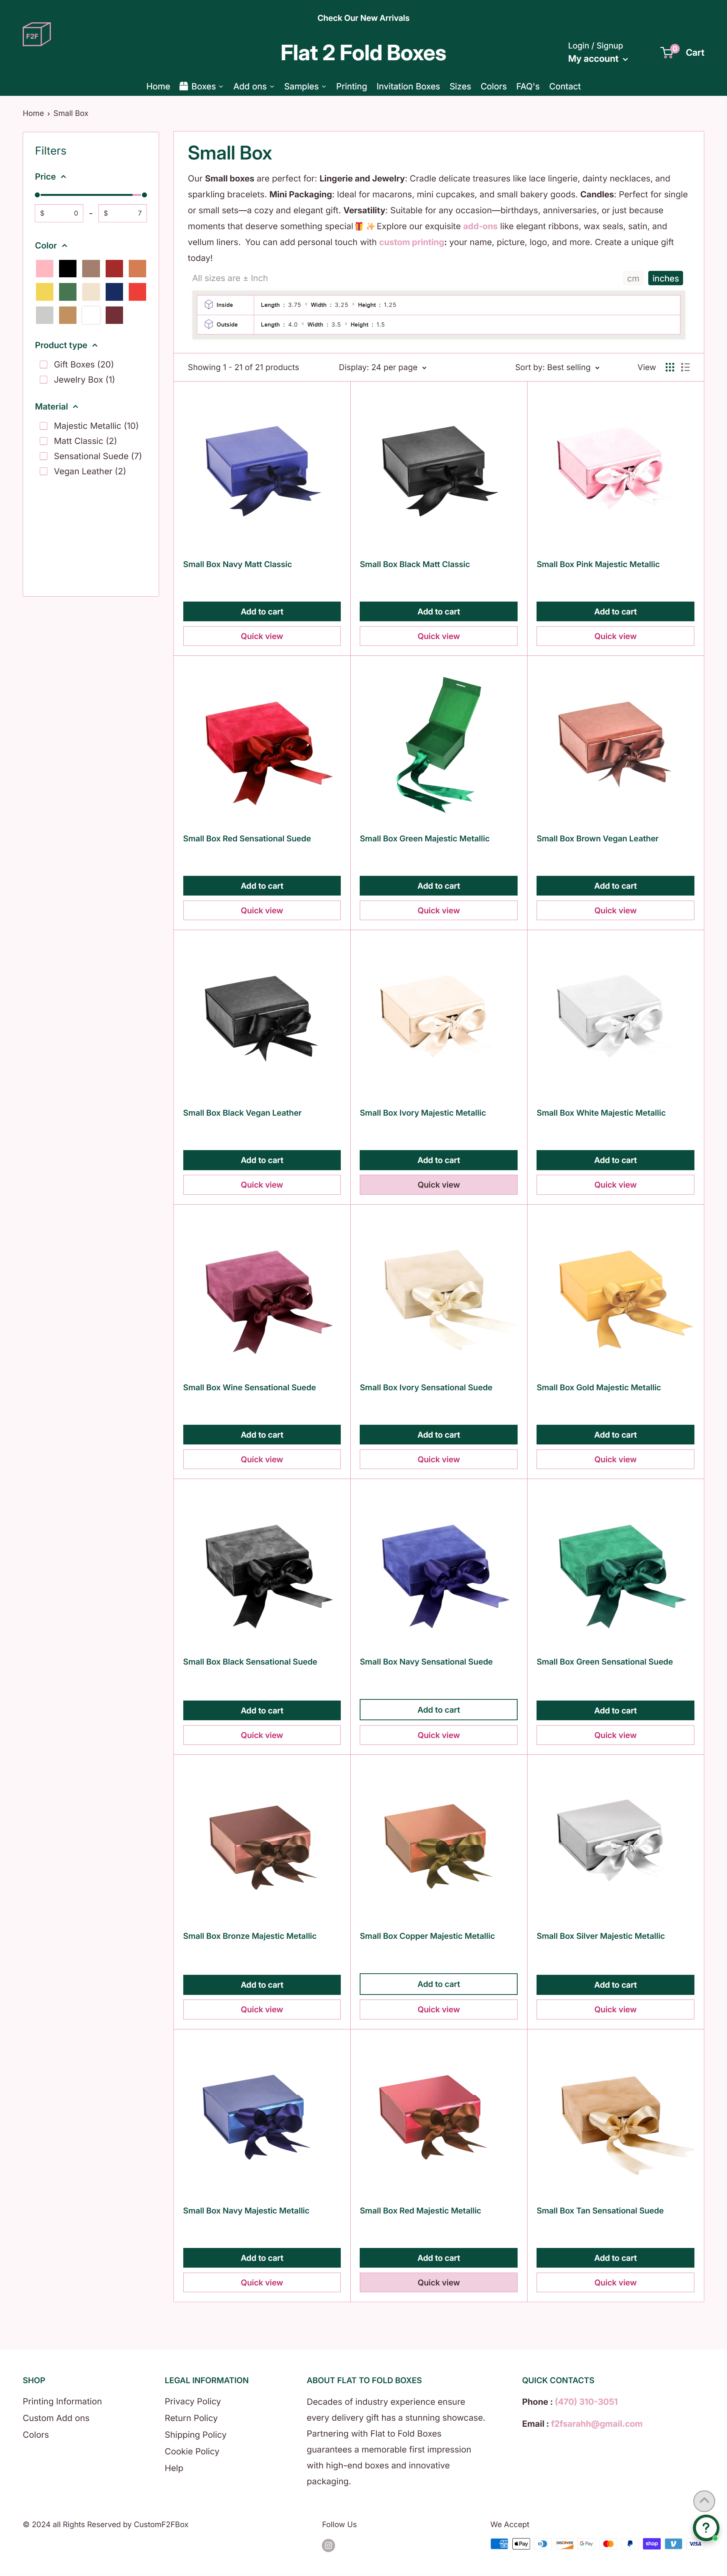 Check Our New Arrivals
F2F
Flat 2 Fold Boxes
Login / Signup
My account
0
Cart
Home
Boxes
Add ons
Samples
Printing
Invitation Boxes
Sizes
Colors
FAQ's
Contact
Home › Small Box
Filters
Price
$ 0 - $ 7
Color
Product type
Gift Boxes (20)
Jewelry Box (1)
Material
Majestic Metallic (10)
Matt Classic (2)
Sensational Suede (7)
Vegan Leather (2)
Small Box
Our Small boxes are perfect for: Lingerie and Jewelry: Cradle delicate treasures like lace lingerie, dainty necklaces, and
sparkling bracelets. Mini Packaging: Ideal for macarons, mini cupcakes, and small bakery goods. Candles: Perfect for single
or small sets—a cozy and elegant gift. Versatility: Suitable for any occasion—birthdays, anniversaries, or just because
moments that deserve something special🎁 ✨Explore our exquisite add-ons like elegant ribbons, wax seals, satin, and
vellum liners. You can add personal touch with custom printing: your name, picture, logo, and more. Create a unique gift
today!
All sizes are ± Inch
cm
inches
Inside Length : 3.75 * Width : 3.25 * Height : 1.25
Outside Length : 4.0 * Width : 3.5 * Height : 1.5
Showing 1 - 21 of 21 products
Display: 24 per page
Sort by: Best selling
View
Small Box Navy Matt Classic
Add to cart
Quick view
Small Box Black Matt Classic
Add to cart
Quick view
Small Box Pink Majestic Metallic
Add to cart
Quick view
Small Box Red Sensational Suede
Add to cart
Quick view
Small Box Green Majestic Metallic
Add to cart
Quick view
Small Box Brown Vegan Leather
Add to cart
Quick view
Small Box Black Vegan Leather
Add to cart
Quick view
Small Box Ivory Majestic Metallic
Add to cart
Quick view
Small Box White Majestic Metallic
Add to cart
Quick view
Small Box Wine Sensational Suede
Add to cart
Quick view
Small Box Ivory Sensational Suede
Add to cart
Quick view
Small Box Gold Majestic Metallic
Add to cart
Quick view
Small Box Black Sensational Suede
Add to cart
Quick view
Small Box Navy Sensational Suede
Add to cart
Quick view
Small Box Green Sensational Suede
Add to cart
Quick view
Small Box Bronze Majestic Metallic
Add to cart
Quick view
Small Box Copper Majestic Metallic
Add to cart
Quick view
Small Box Silver Majestic Metallic
Add to cart
Quick view
Small Box Navy Majestic Metallic
Add to cart
Quick view
Small Box Red Majestic Metallic
Add to cart
Quick view
Small Box Tan Sensational Suede
Add to cart
Quick view
SHOP
Printing Information
Custom Add ons
Colors
LEGAL INFORMATION
Privacy Policy
Return Policy
Shipping Policy
Cookie Policy
Help
ABOUT FLAT TO FOLD BOXES
Decades of industry experience ensure
every delivery gift has a stunning showcase.
Partnering with Flat to Fold Boxes
guarantees a memorable first impression
with high-end boxes and innovative
packaging.
QUICK CONTACTS
Phone : (470) 310-3051
Email : f2fsarahh@gmail.com
© 2024 all Rights Reserved by CustomF2FBox
Follow Us
We Accept
Pay
DISCOVER
G Pay
shop
VISA
?